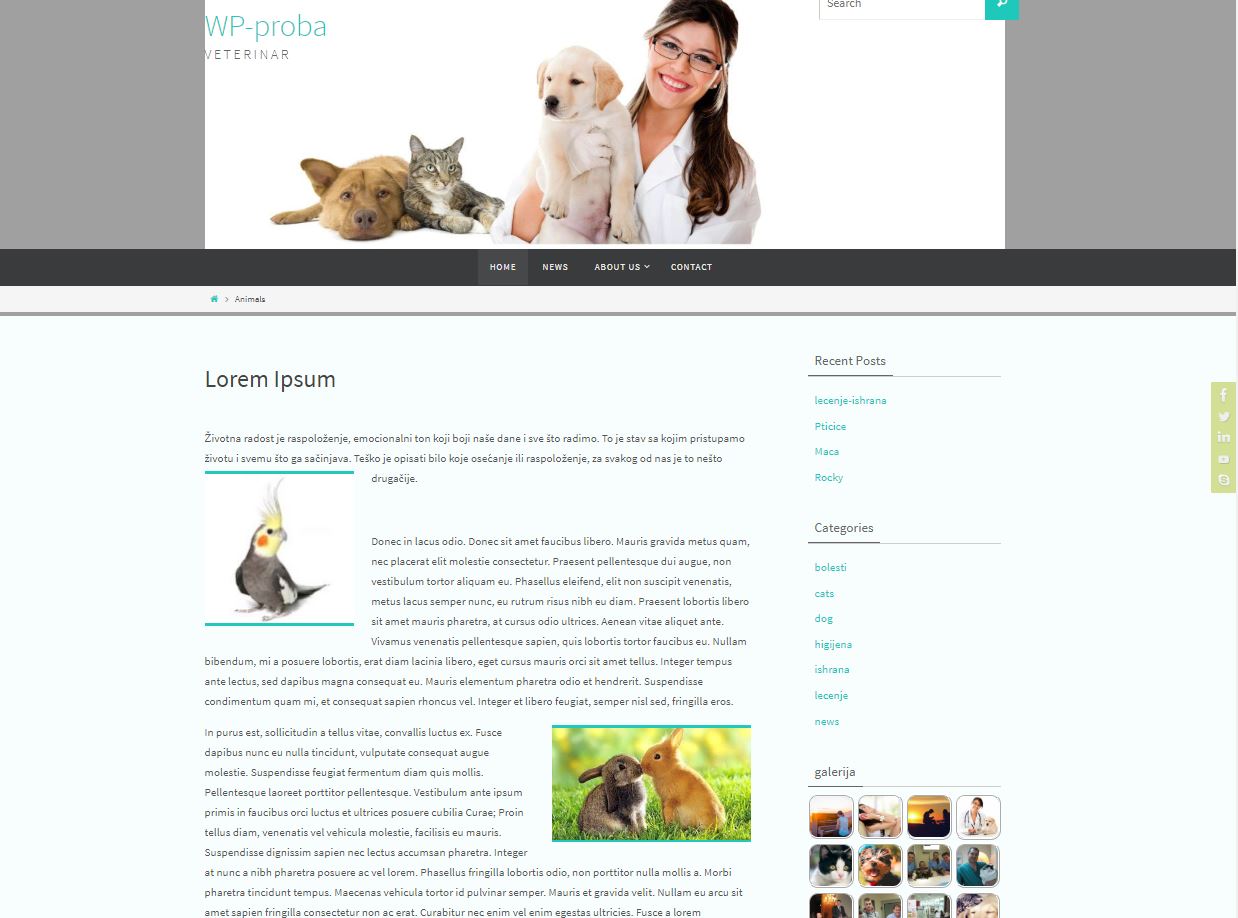 WP-proba
VETERINAR
Search
HOME
NEWS
ABOUT US
CONTACT
Animals
Lorem Ipsum
Životna radost je raspoloženje, emocionalni ton koji boji naše dane i sve što radimo. To je stav sa kojim pristupamo
životu i svemu što ga sačinjava. Teško je opisati bilo koje osećanje ili raspoloženje, za svakog od nas je to nešto
drugačije.
Donec in lacus odio. Donec sit amet faucibus libero. Mauris gravida metus quam,
nec placerat elit molestie consectetur. Praesent pellentesque dui augue, non
vestibulum tortor aliquam eu. Phasellus eleifend, elit non suscipit venenatis,
metus lacus semper nunc, eu rutrum risus nibh eu diam. Praesent lobortis libero
sit amet mauris pharetra, at cursus odio ultrices. Aenean vitae aliquet ante.
Vivamus venenatis pellentesque sapien, quis lobortis tortor faucibus eu. Nullam
bibendum, mi a posuere lobortis, erat diam lacinia libero, eget cursus mauris orci sit amet tellus. Integer tempus
ante lectus, sed dapibus magna consequat eu. Mauris elementum pharetra odio et hendrerit. Suspendisse
condimentum quam mi, et consequat sapien rhoncus vel. Integer et libero feugiat, semper nisl sed, fringilla eros.
In purus est, sollicitudin a tellus vitae, convallis luctus ex. Fusce
dapibus nunc eu nulla tincidunt, vulputate consequat augue
molestie. Suspendisse feugiat fermentum diam quis mollis.
Pellentesque laoreet porttitor pellentesque. Vestibulum ante ipsum
primis in faucibus orci luctus et ultrices posuere cubilia Curae; Proin
tellus diam, venenatis vel vehicula molestie, facilisis eu mauris.
Suspendisse dignissim sapien nec lectus accumsan pharetra. Integer
at nunc a nibh pharetra posuere ac vel lorem. Phasellus fringilla lobortis odio, non porttitor nulla mollis a. Morbi
pharetra tincidunt tempus. Maecenas vehicula tortor id pulvinar semper. Mauris et gravida velit. Nullam eu arcu sit
amet sapien fringilla consectetur non ac erat. Curabitur nec enim vel enim egestas ultricies. Fusce a lorem
Recent Posts
lecenje-ishrana
Pticice
Maca
Rocky
Categories
bolesti
cats
dog
higijena
ishrana
lecenje
news
galerija